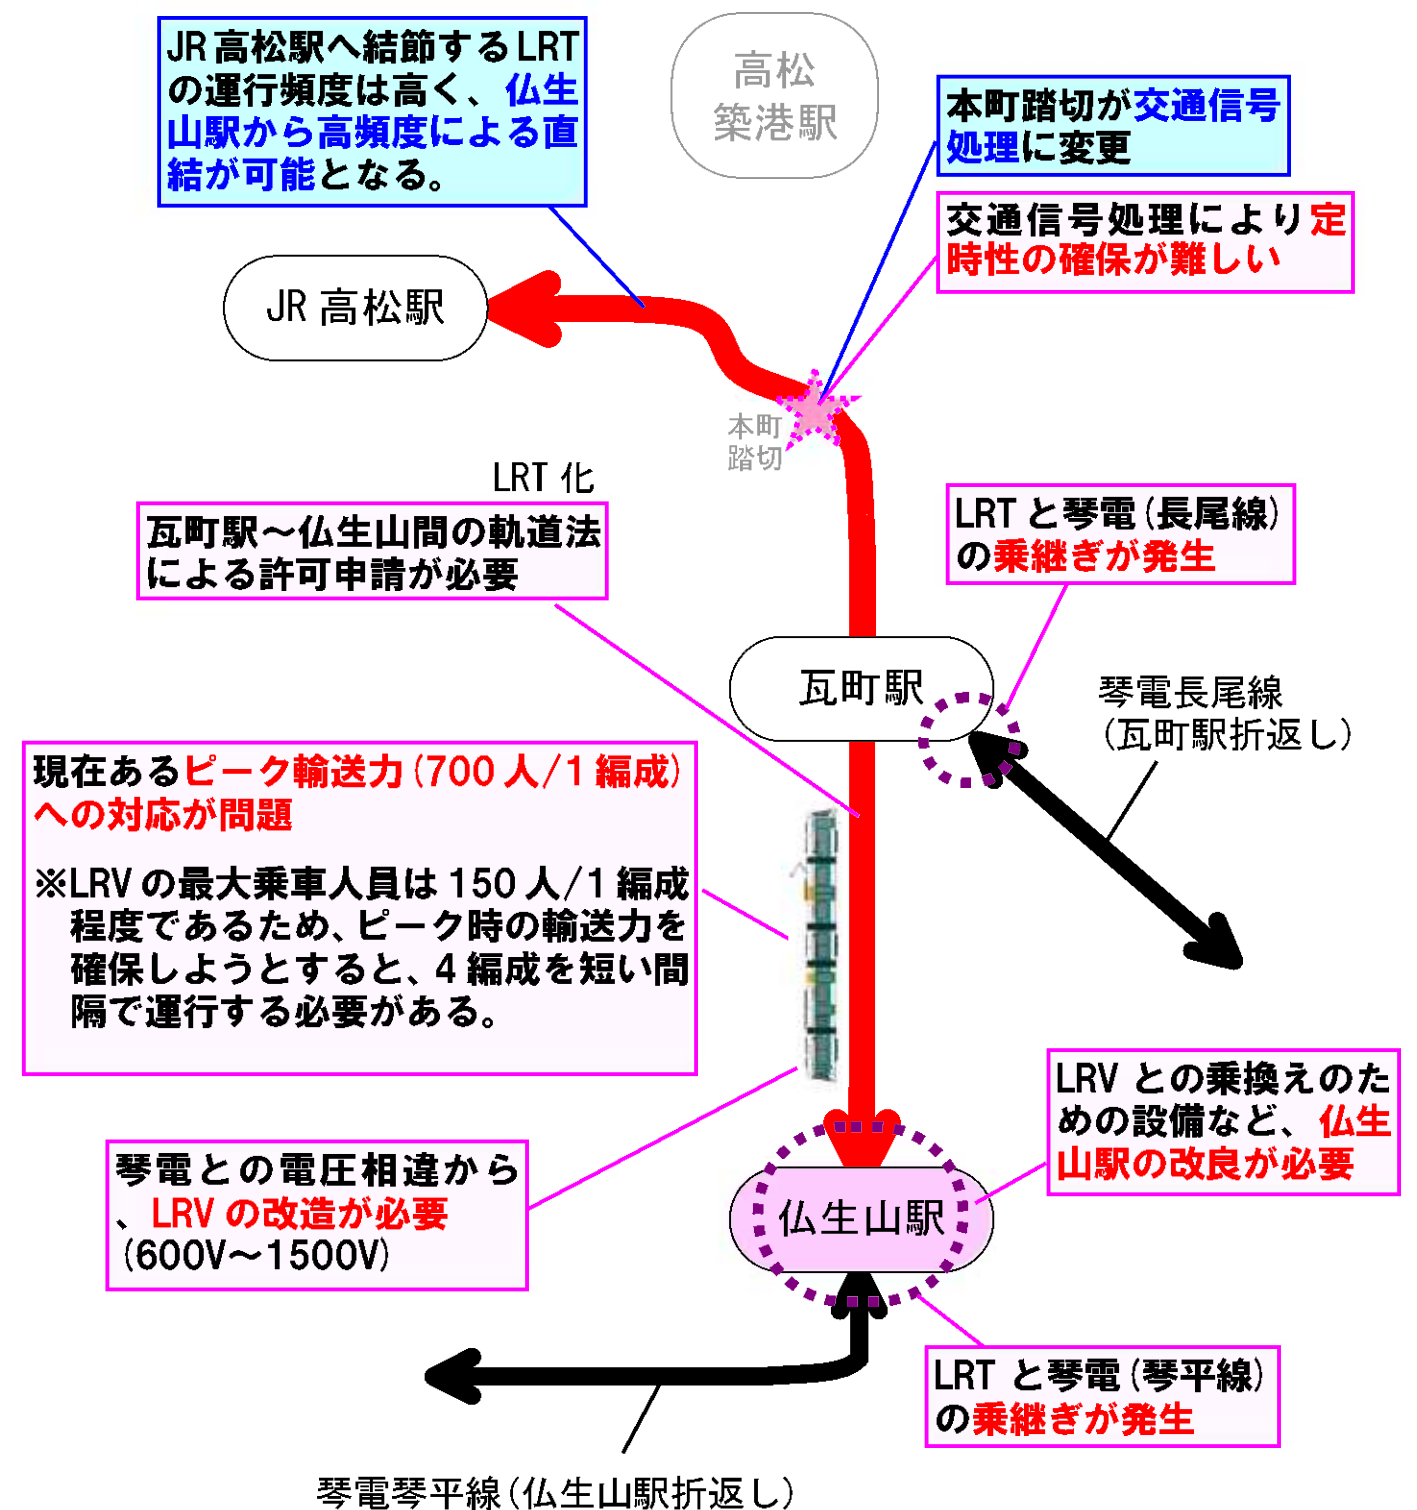 JR高松駅へ結節するLRT
の運行頻度は高く、仏生
山駅から高頻度による直
結が可能となる。
高松
築港駅
本町踏切が交通信号
処理に変更
交通信号処理により定
時性の確保が難しい
JR高松駅
本町
踏切
LRT化
瓦町駅～仏生山間の軌道法
による許可申請が必要
LRTと琴電(長尾線)
の乗継ぎが発生
瓦町駅
琴電長尾線
(瓦町駅折返し)
現在あるピーク輸送力(700人/1編成)
への対応が問題
※LRVの最大乗車人員は150人/1編成
程度であるため、ピーク時の輸送力を
確保しようとすると、4編成を短い間
隔で運行する必要がある。
LRVとの乗換えのた
めの設備など、仏生
山駅の改良が必要
琴電との電圧相違から
、LRVの改造が必要
(600V～1500V)
仏生山駅
LRTと琴電(琴平線)
の乗継ぎが発生
琴電琴平線(仏生山駅折返し)